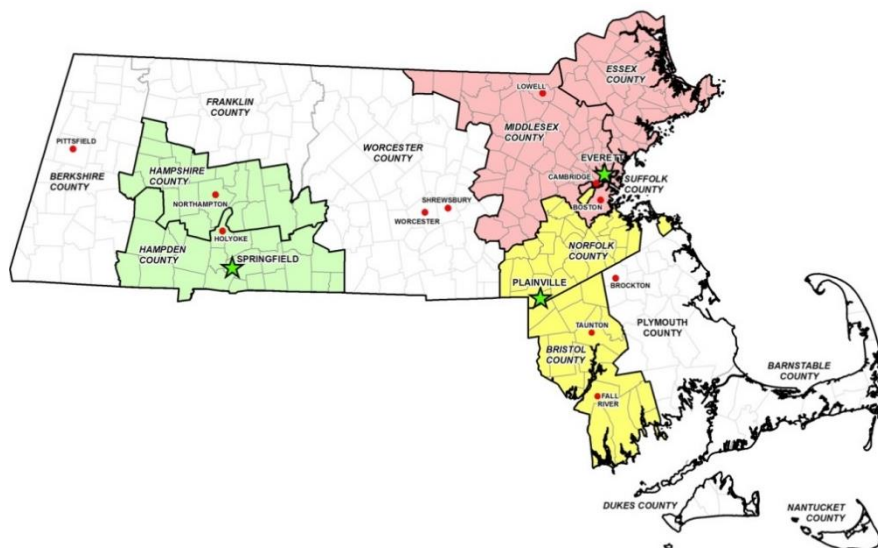 ESSEX
COUNTY
LOWELL
FRANKLIN
COUNTY
MIDDLESEX
COUNTY
PITTSFIELD
WORCESTER
COUNTY
EVERETT
BERKSHIRE
COUNTY
HAMPSHIRE
COUNTY
CAMBRIDGE
SUFFOLK
COUNTY
NORTHAMPTON
SHREWSBURY
BOSTON
WORCESTER
HOLYOKE
HAMPDEN
COUNTY
NORFOLK
COUNTY
SPRINGFIELD
PLAINVILLE
BROCKTON
TAUNTON
PLYMOUTH
COUNTY
BRISTOL
COUNTY
BARNSTABLE
COUNTY
FALL
RIVER
DUKES COUNTY
NANTUCKET
COUNTY